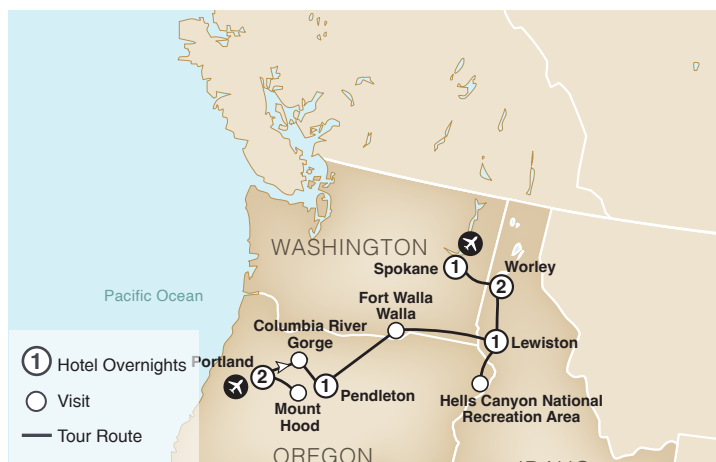 WASHINGTON
Spokane
1
Worley
2
Pacific Ocean
Fort Walla
Walla
Columbia River
Gorge
1
Lewiston
1 Hotel Overnights
Portland
2
1
Pendleton
Visit
Mount
Hood
Hells Canyon National
Recreation Area
Tour Route
OREGON
IDAHO